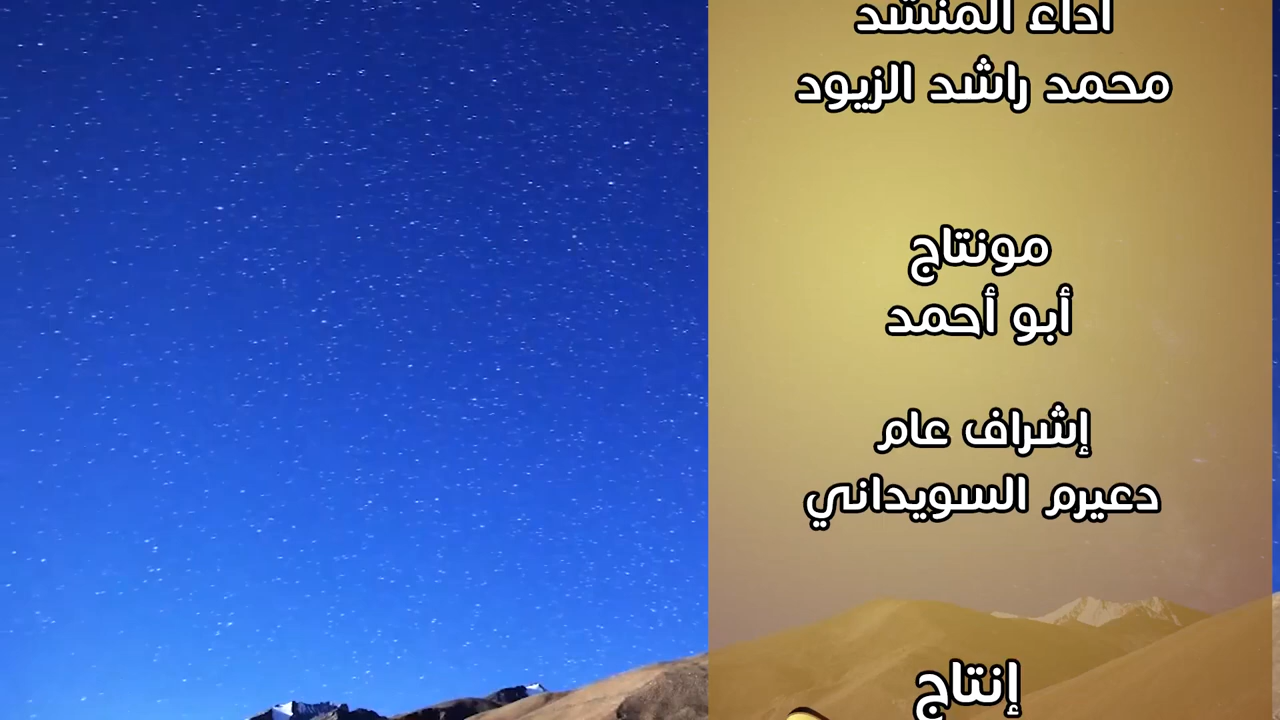 أداء المنشد
محمد راشد الزيود
مونتاج
أبو أحمد
إشراف عام
دعيرم السويداني
إنتاج